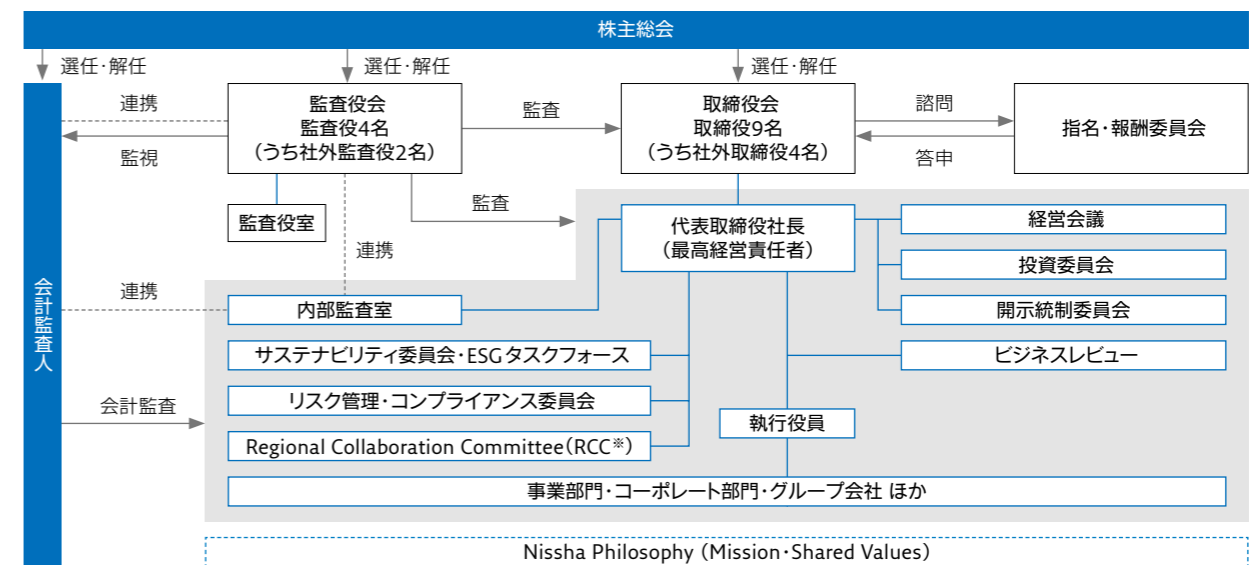 株主総会
選任・解任
選任・解任
選任・解任
連携
監視
監査役会
監査役4名
（うち社外監査役2名）
監査
取締役会
取締役9名
（うち社外取締役4名）
諮問
答申
指名・報酬委員会
監査役室
監査
連携
代表取締役社長
（最高経営責任者）
経営会議
投資委員会
開示統制委員会
ビジネスレビュー
会計監査人
連携
内部監査室
サステナビリティ委員会・ESGタスクフォース
リスク管理・コンプライアンス委員会
Regional Collaboration Committee（RCC※）
会計監査
執行役員
事業部門・コーポレート部門・グループ会社 ほか
Nissha Philosophy（Mission・Shared Values）